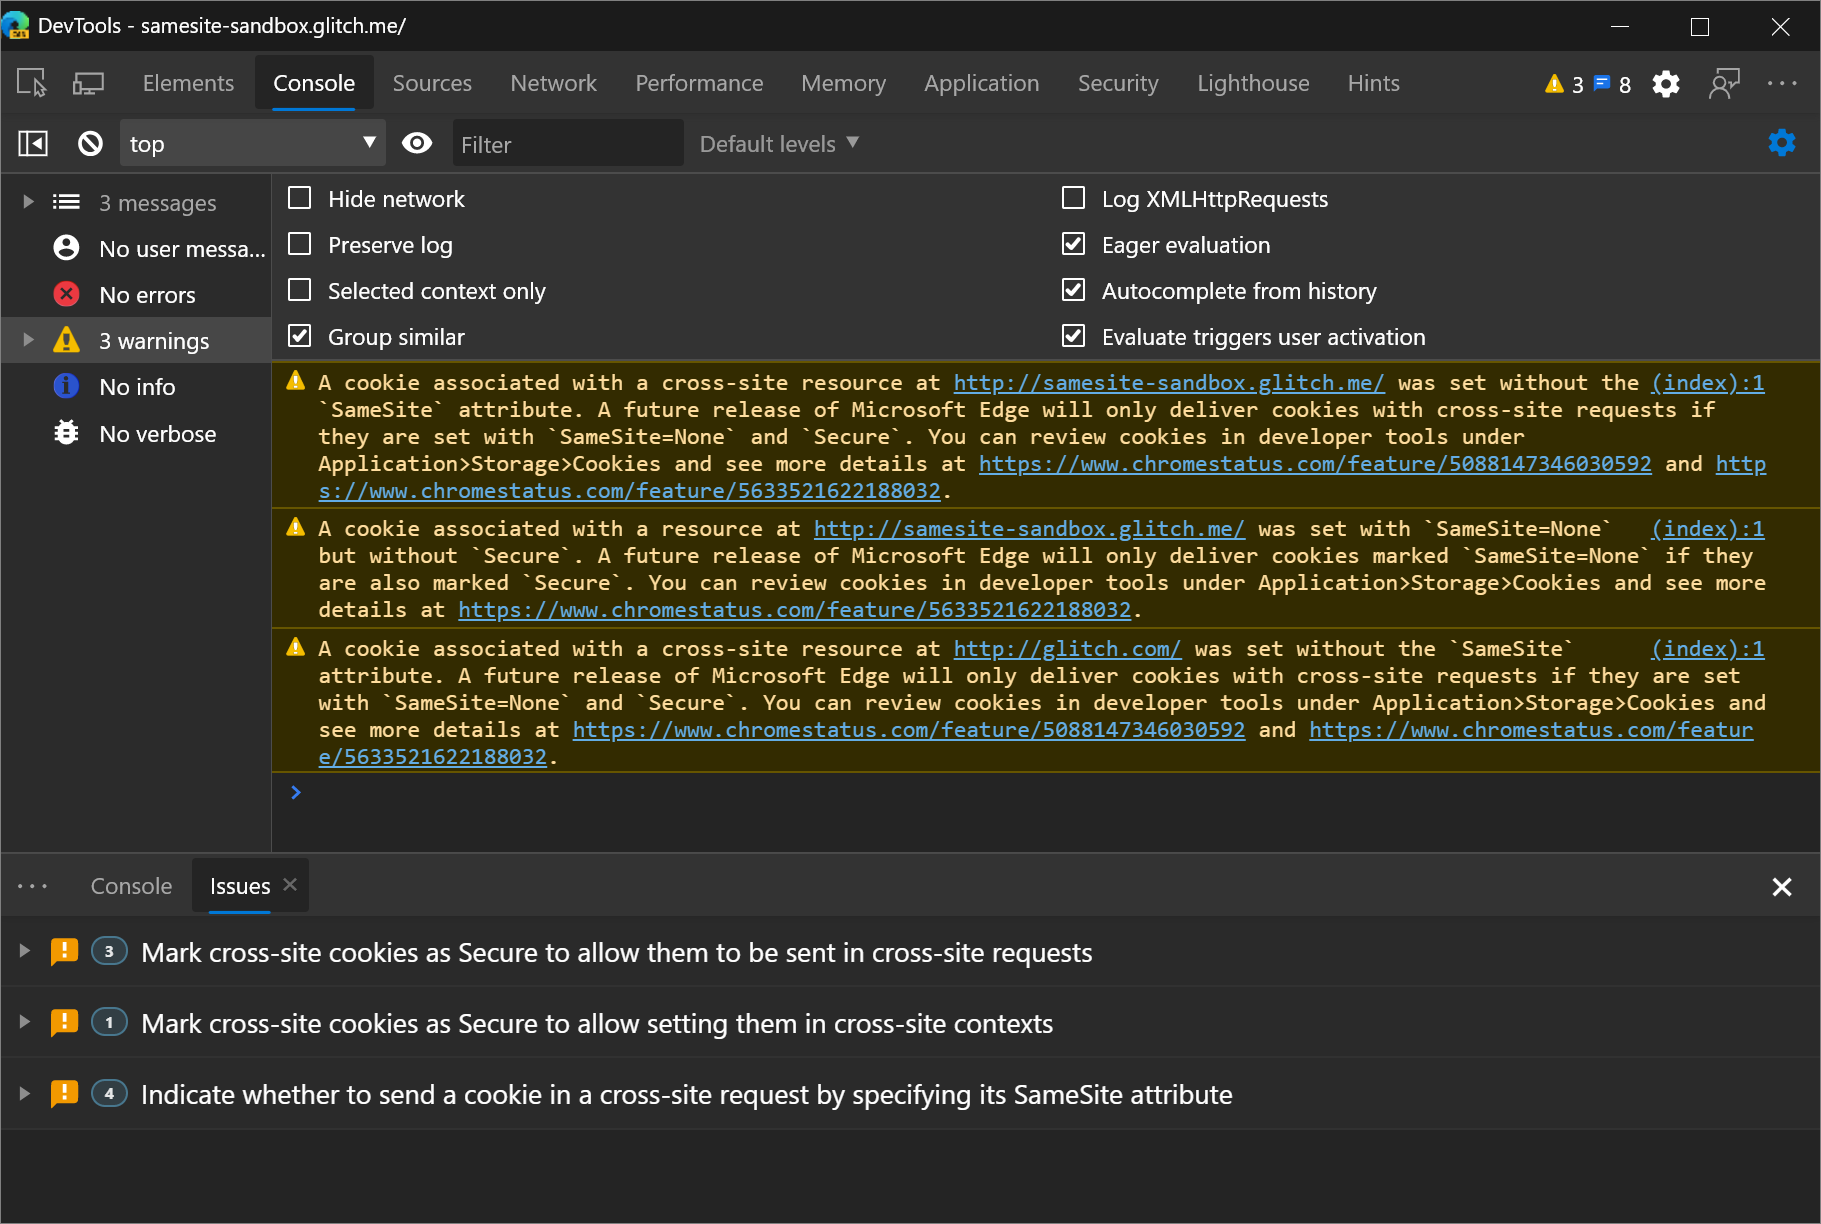 DevTools - samesite-sandbox.glitch.me/
Elements Console Sources Network Performance Memory Application Security Lighthouse Hints 3 8
top Filter Default levels
3 messages
No user messa...
No errors
3 warnings
No info
No verbose
Hide network Log XMLHttpRequests
Preserve log Eager evaluation
Selected context only Autocomplete from history
Group similar Evaluate triggers user activation
A cookie associated with a cross-site resource at http://samesite-sandbox.glitch.me/ was set without the (index):1
`SameSite` attribute. A future release of Microsoft Edge will only deliver cookies with cross-site requests if
they are set with `SameSite=None` and `Secure`. You can review cookies in developer tools under
Application>Storage>Cookies and see more details at https://www.chromestatus.com/feature/5088147346030592 and http
s://www.chromestatus.com/feature/5633521622188032.
A cookie associated with a resource at http://samesite-sandbox.glitch.me/ was set with `SameSite=None` (index):1
but without `Secure`. A future release of Microsoft Edge will only deliver cookies marked `SameSite=None` if they
are also marked `Secure`. You can review cookies in developer tools under Application>Storage>Cookies and see more
details at https://www.chromestatus.com/feature/5633521622188032.
A cookie associated with a cross-site resource at http://glitch.com/ was set without the `SameSite` (index):1
attribute. A future release of Microsoft Edge will only deliver cookies with cross-site requests if they are set
with `SameSite=None` and `Secure`. You can review cookies in developer tools under Application>Storage>Cookies and
see more details at https://www.chromestatus.com/feature/5088147346030592 and https://www.chromestatus.com/featur
e/5633521622188032.
Console Issues
3 Mark cross-site cookies as Secure to allow them to be sent in cross-site requests
1 Mark cross-site cookies as Secure to allow setting them in cross-site contexts
4 Indicate whether to send a cookie in a cross-site request by specifying its SameSite attribute